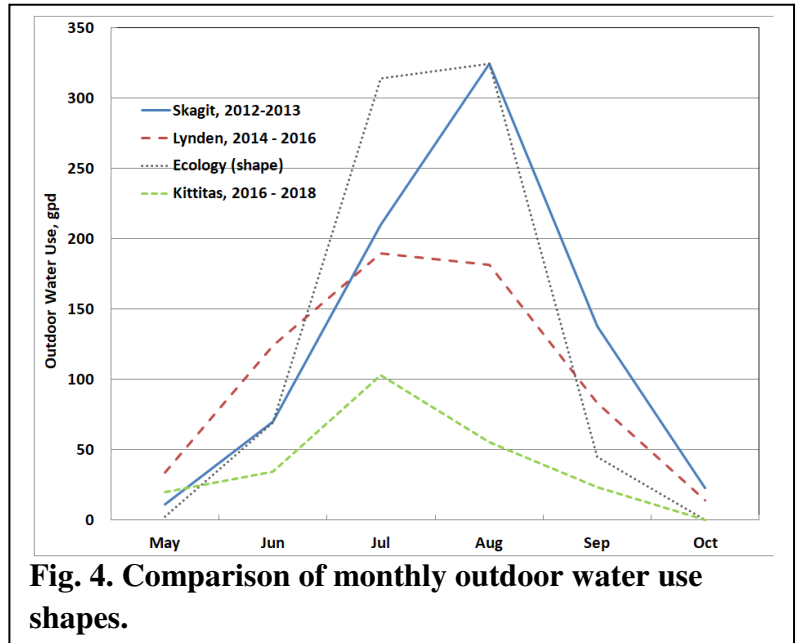 350
300
250
200
150
100
50
0
Outdoor Water Use, gpd
Skagit, 2012-2013
Lynden, 2014 - 2016
Ecology (shape)
Kittitas, 2016 - 2018
May Jun Jul Aug Sep Oct
Fig. 4. Comparison of monthly outdoor water use
shapes.